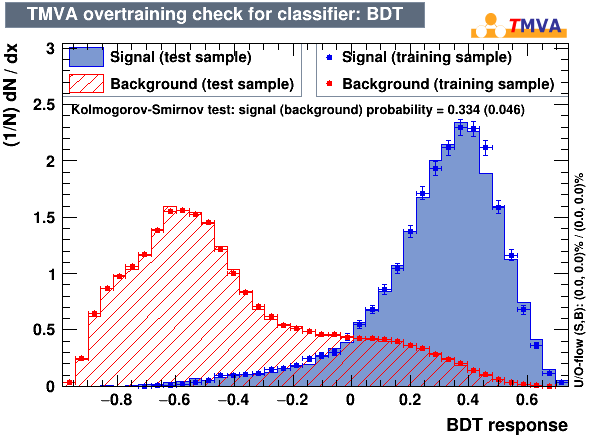 TMVA overtraining check for classifier: BDT
TMVA
Signal (test sample)
Background (test sample)
Signal (training sample)
Background (training sample)
Kolmogorov-Smirnov test: signal (background) probability = 0.334 (0.046)
(1/N) dN / dx
3
2.5
2
1.5
1
0.5
0
−0.8 −0.6 −0.4 −0.2 0 0.2 0.4 0.6
BDT response
U/O-flow (S,B): (0.0, 0.0)% / (0.0, 0.0)%